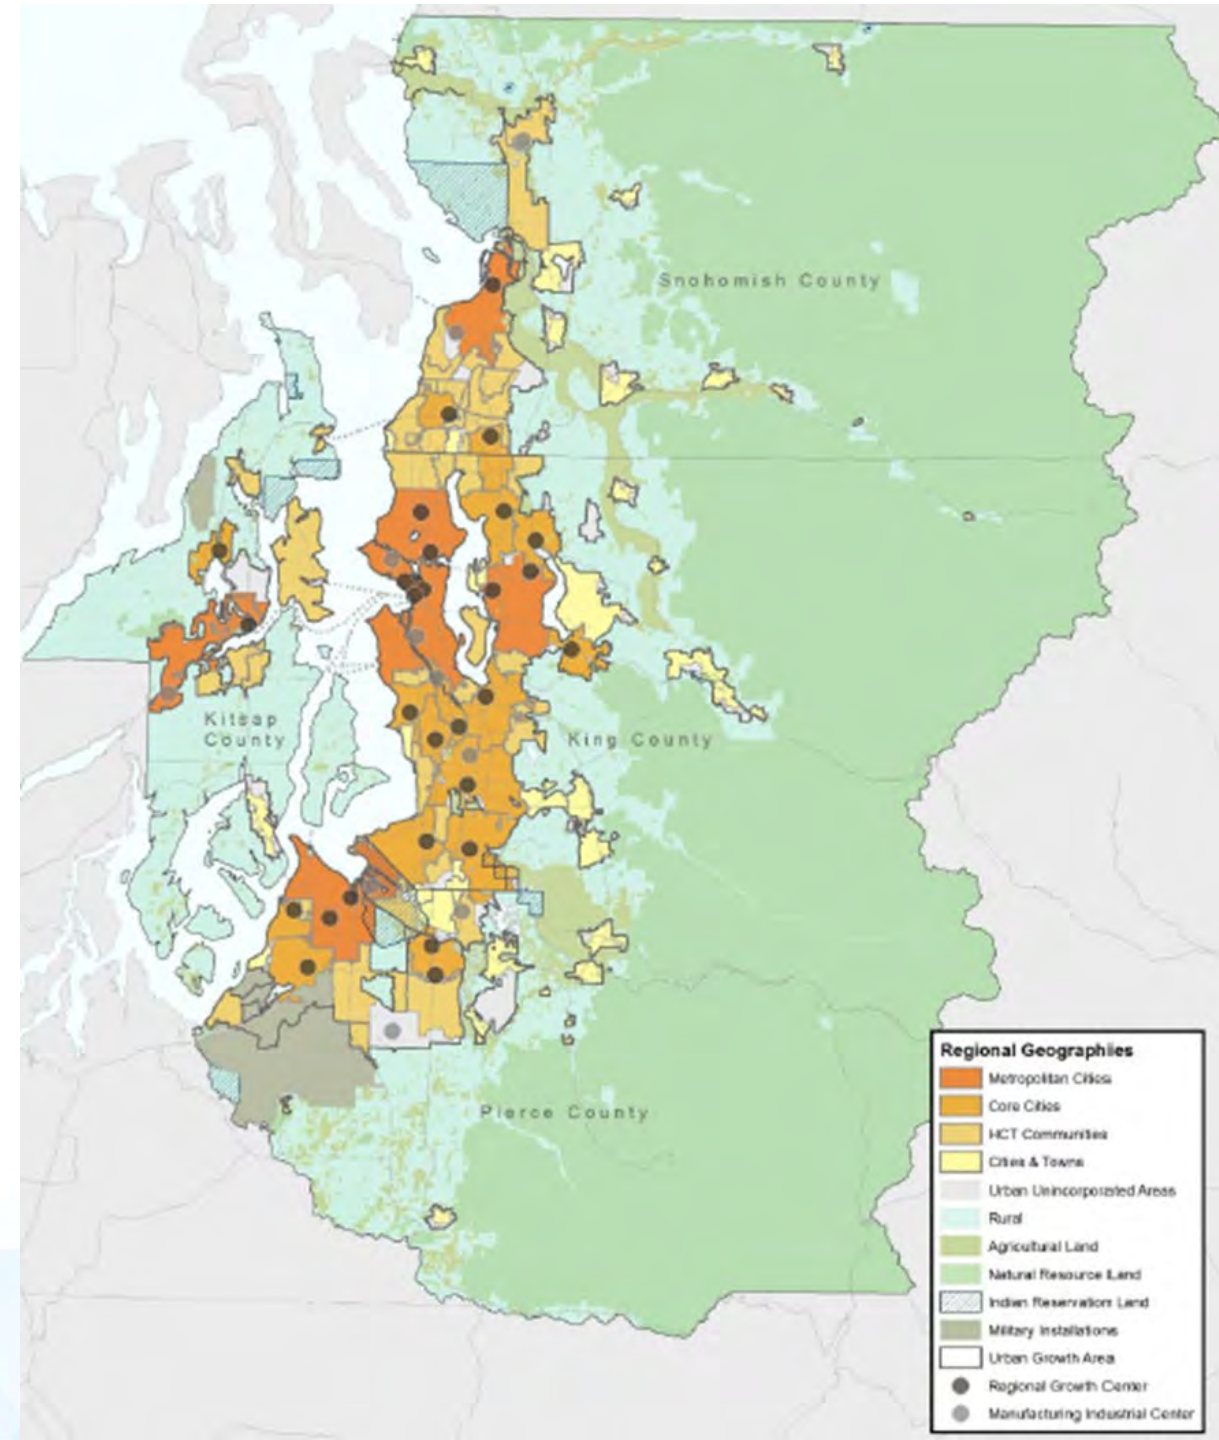 Snohomish County
Kitsap
County
King County
Pierce County
Regional Geographies
Metropolitan Cities
Core Cities
HCT Communities
Cities & Towns
Urban Unincorporated Areas
Rural
Agricultural Land
Natural Resource Land
Indian Reservation Land
Military Installations
Urban Growth Area
Regional Growth Center
Manufacturing Industrial Center